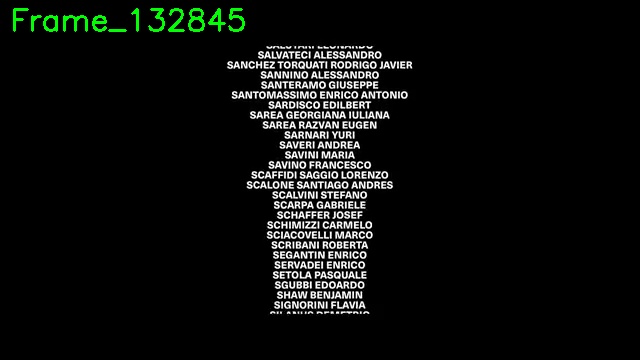 Frame_132845
SALVATECI ALESSANDRO
SANCHEZ TORQUATI RODRIGO JAVIER
SANNINO ALESSANDRO
SANTERAMO GIUSEPPE
SANTOMASSIMO ENRICO ANTONIO
SARDISCO EDILBERT
SAREA GEORGIANA IULIANA
SAREA RAZVAN EUGEN
SARNARI YURI
SAVERI ANDREA
SAVINI MARIA
SAVINO FRANCESCO
SCAFFIDI SAGGIO LORENZO
SCALONE SANTIAGO ANDRES
SCALVINI STEFANO
SCARPA GABRIELE
SCHAFFER JOSEF
SCHIMIZZI CARMELO
SCIACOVELLI MARCO
SCRIBANI ROBERTA
SEGANTIN ENRICO
SERVADEI ENRICO
SETOLA PASQUALE
SGUBBI EDOARDO
SHAW BENJAMIN
SIGNORINI FLAVIA